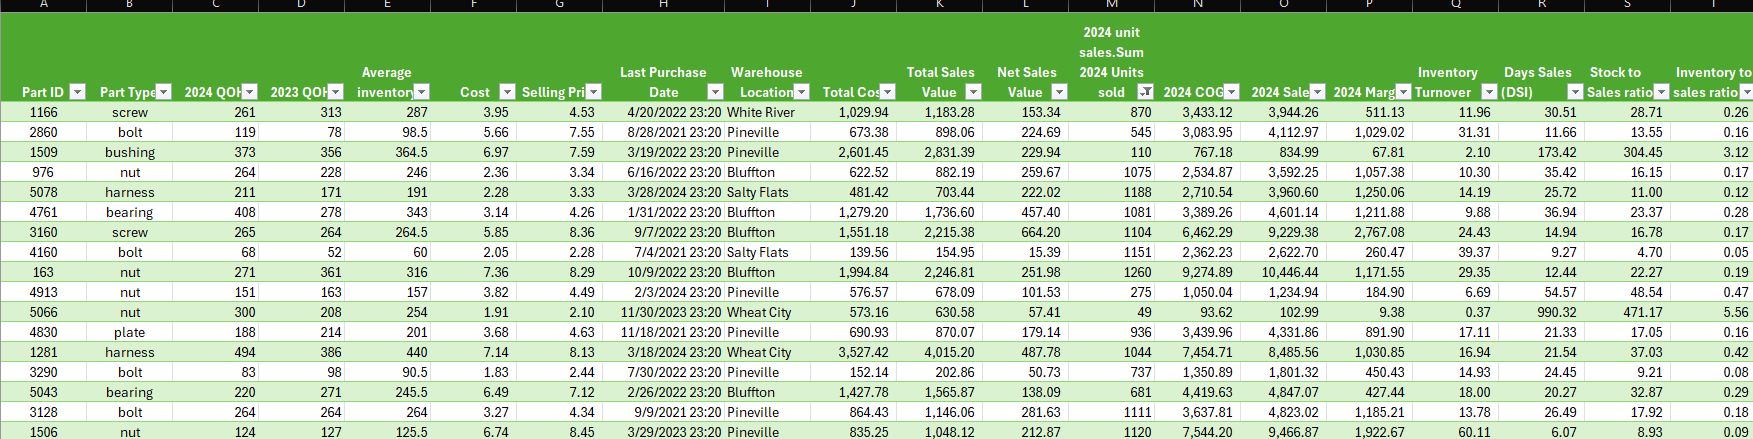 A B C D E F G H I J K L M N O P Q R S T
2024 unit
sales.Sum
Average Last Purchase Warehouse Total Sales Net Sales 2024 Units Inventory Days Sales Stock to Inventory to
Part ID Part Type 2024 QOH 2023 QOH inventory Cost Selling Pri Date Location Total Cos Value Value sold 2024 COG 2024 Sale 2024 Marg Turnover (DSI) Sales ratio sales ratio
1166 screw 261 313 287 3.95 4.53 4/20/2022 23:20 White River 1,029.94 1,183.28 153.34 870 3,433.12 3,944.26 511.13 11.96 30.51 28.71 0.26
2860 bolt 119 78 98.5 5.66 7.55 8/28/2021 23:20 Pineville 673.38 898.06 224.69 545 3,083.95 4,112.97 1,029.02 31.31 11.66 13.55 0.16
1509 bushing 373 356 364.5 6.97 7.59 3/19/2022 23:20 Pineville 2,601.45 2,831.39 229.94 110 767.18 834.99 67.81 2.10 173.42 304.45 3.12
976 nut 264 228 246 2.36 3.34 6/16/2022 23:20 Bluffton 622.52 882.19 259.67 1075 2,534.87 3,592.25 1,057.38 10.30 35.42 16.15 0.17
5078 harness 211 171 191 2.28 3.33 3/28/2024 23:20 Salty Flats 481.42 703.44 222.02 1188 2,710.54 3,960.60 1,250.06 14.19 25.72 11.00 0.12
4761 bearing 408 278 343 3.14 4.26 1/31/2022 23:20 Bluffton 1,279.20 1,736.60 457.40 1081 3,389.26 4,601.14 1,211.88 9.88 36.94 23.37 0.28
3160 screw 265 264 264.5 5.85 8.36 9/7/2022 23:20 Bluffton 1,551.18 2,215.38 664.20 1104 6,462.29 9,229.38 2,767.08 24.43 14.94 16.78 0.17
4160 bolt 68 52 60 2.05 2.28 7/4/2021 23:20 Salty Flats 139.56 154.95 15.39 1151 2,362.23 2,622.70 260.47 39.37 9.27 4.70 0.05
163 nut 271 361 316 7.36 8.29 10/9/2022 23:20 Bluffton 1,994.84 2,246.81 251.98 1260 9,274.89 10,446.44 1,171.55 29.35 12.44 22.27 0.19
4913 nut 151 163 157 3.82 4.49 2/3/2024 23:20 Pineville 576.57 678.09 101.53 275 1,050.04 1,234.94 184.90 6.69 54.57 48.54 0.47
5066 nut 300 208 254 1.91 2.10 11/30/2023 23:20 Wheat City 573.16 630.58 57.41 49 93.62 102.99 9.38 0.37 990.32 471.17 5.56
4830 plate 188 214 201 3.68 4.63 11/18/2021 23:20 Pineville 690.93 870.07 179.14 936 3,439.96 4,331.86 891.90 17.11 21.33 17.05 0.16
1281 harness 494 386 440 7.14 8.13 3/18/2024 23:20 Wheat City 3,527.42 4,015.20 487.78 1044 7,454.71 8,485.56 1,030.85 16.94 21.54 37.03 0.42
3290 bolt 83 98 90.5 1.83 2.44 7/30/2022 23:20 Pineville 152.14 202.86 50.73 737 1,350.89 1,801.32 450.43 14.93 24.45 9.21 0.08
5043 bearing 220 271 245.5 6.49 7.12 2/26/2022 23:20 Bluffton 1,427.78 1,565.87 138.09 681 4,419.63 4,847.07 427.44 18.00 20.27 32.87 0.29
3128 bolt 264 264 264 3.27 4.34 9/9/2021 23:20 Pineville 864.43 1,146.06 281.63 1111 3,637.81 4,823.02 1,185.21 13.78 26.49 17.92 0.18
1506 nut 124 127 125.5 6.74 8.45 3/29/2023 23:20 Pineville 835.25 1,048.12 212.87 1120 7,544.20 9,466.87 1,922.67 60.11 6.07 8.93 0.09